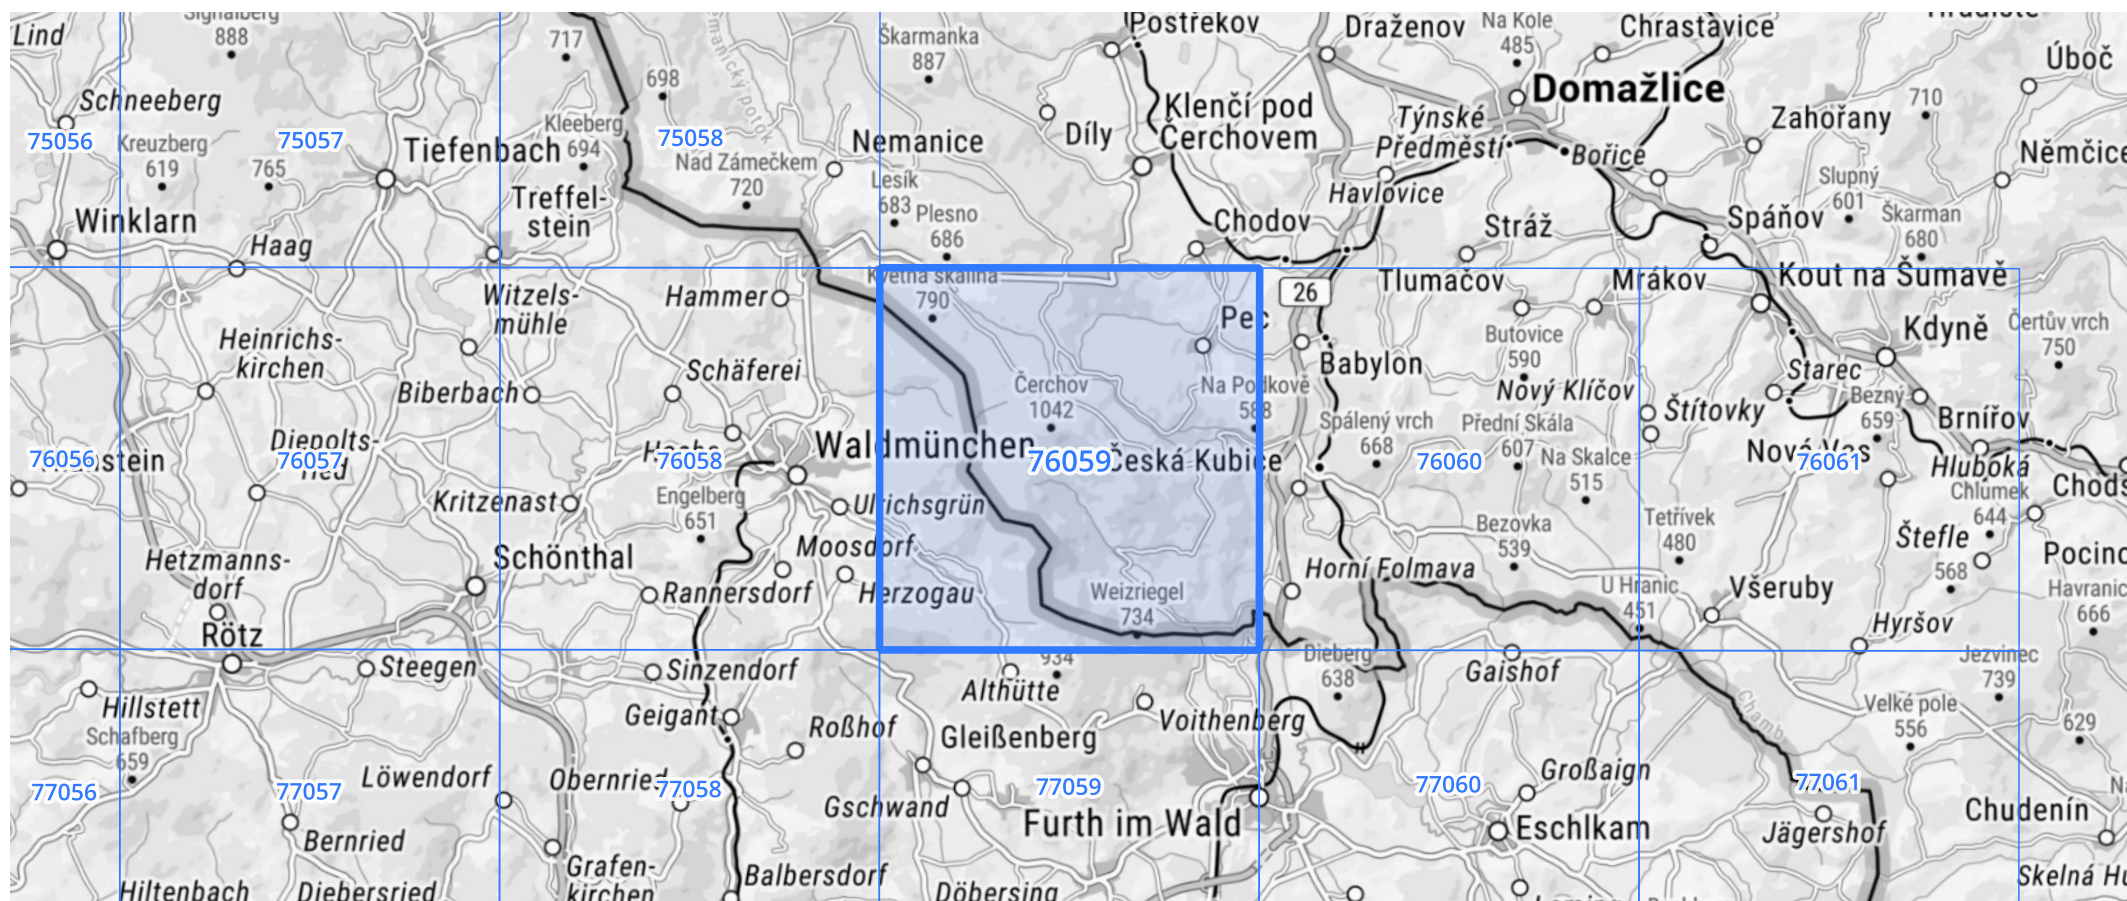 Lind
888
717
698
Škarmanka
887
Postřekov
Draženov
Na Kole
485
Chrastavice
Úboč
Schneeberg
Domažlice
710
75056
Kreuzberg
619
75057
765
Tiefenbach
Kleeberg
694
75058
Nad Zámečkem
720
Nemanice
Díly
Klenčí pod
Čerchovem
Týnské
Předměstí
Bořice
Zahořany
Němčice
Treffel-
stein
Lesík
683
Plesno
686
Chodov
Havlovice
Stráž
Spáňov
Slupný
601
Škarman
680
Winklarn
Haag
Witzels-
mühle
Hammer
Květná skalina
790
Pec
26
Tlumačov
Mrákov
Kout na Šumavě
Kdyně
Čertův vrch
750
Heinrichs-
kirchen
Biberbach
Schäferei
Čerchov
1042
Na Podkově
588
Babylon
Butovice
590
Nový Klíčov
Štítovky
Starec
Bezný
659
Brnířov
76056
Diepolts-
ried
76057
76058
Waldmünchen
76059
Česká Kubice
Spálený vrch
668
Přední Skála
607
76060
Na Skalce
515
Nová Ves
76061
Hluboká
Chlumek
644
Kritzenast
Engelberg
651
Ulrichsgrün
Bezovka
539
Tetřívek
480
Štefle
568
Hetzmanns-
dorf
Schönthal
Moosdorf
Rannersdorf
Herzogau
Weizriegel
734
Horní Folmava
U Hranic
451
Všeruby
Hyršov
666
Rötz
Steegen
Sinzendorf
934
Althütte
Dieberg
638
Gaishof
Jezvinec
739
Hillstett
Schafberg
659
Geigant
Roßhof
Gleißenberg
Voithenberg
Chamb
Velké pole
556
629
77056
77057
Löwendorf
Obernried
77058
Gschwand
77059
77060
Großaign
77061
Bernried
Furth im Wald
Eschlkam
Jägershof
Chudenín
Hiltenbach
Diebersried
Grafen-
kirchen
Balbersdorf
Döbersing